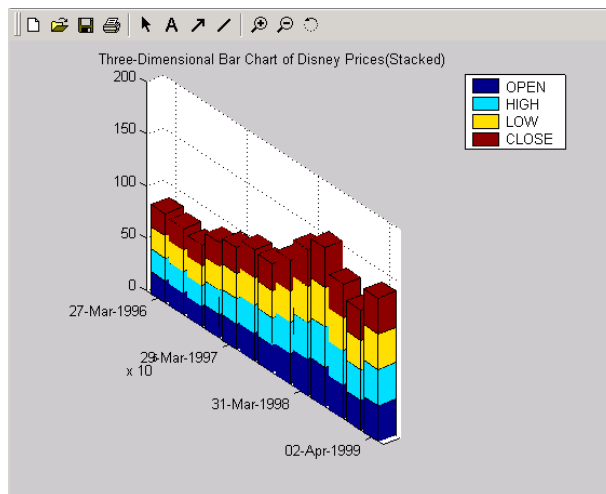 A
Three-Dimensional Bar Chart of Disney Prices(Stacked)
OPEN
HIGH
LOW
CLOSE
200
150
100
50
0
27-Mar-1996
29-Mar-1997
x 10
31-Mar-1998
02-Apr-1999